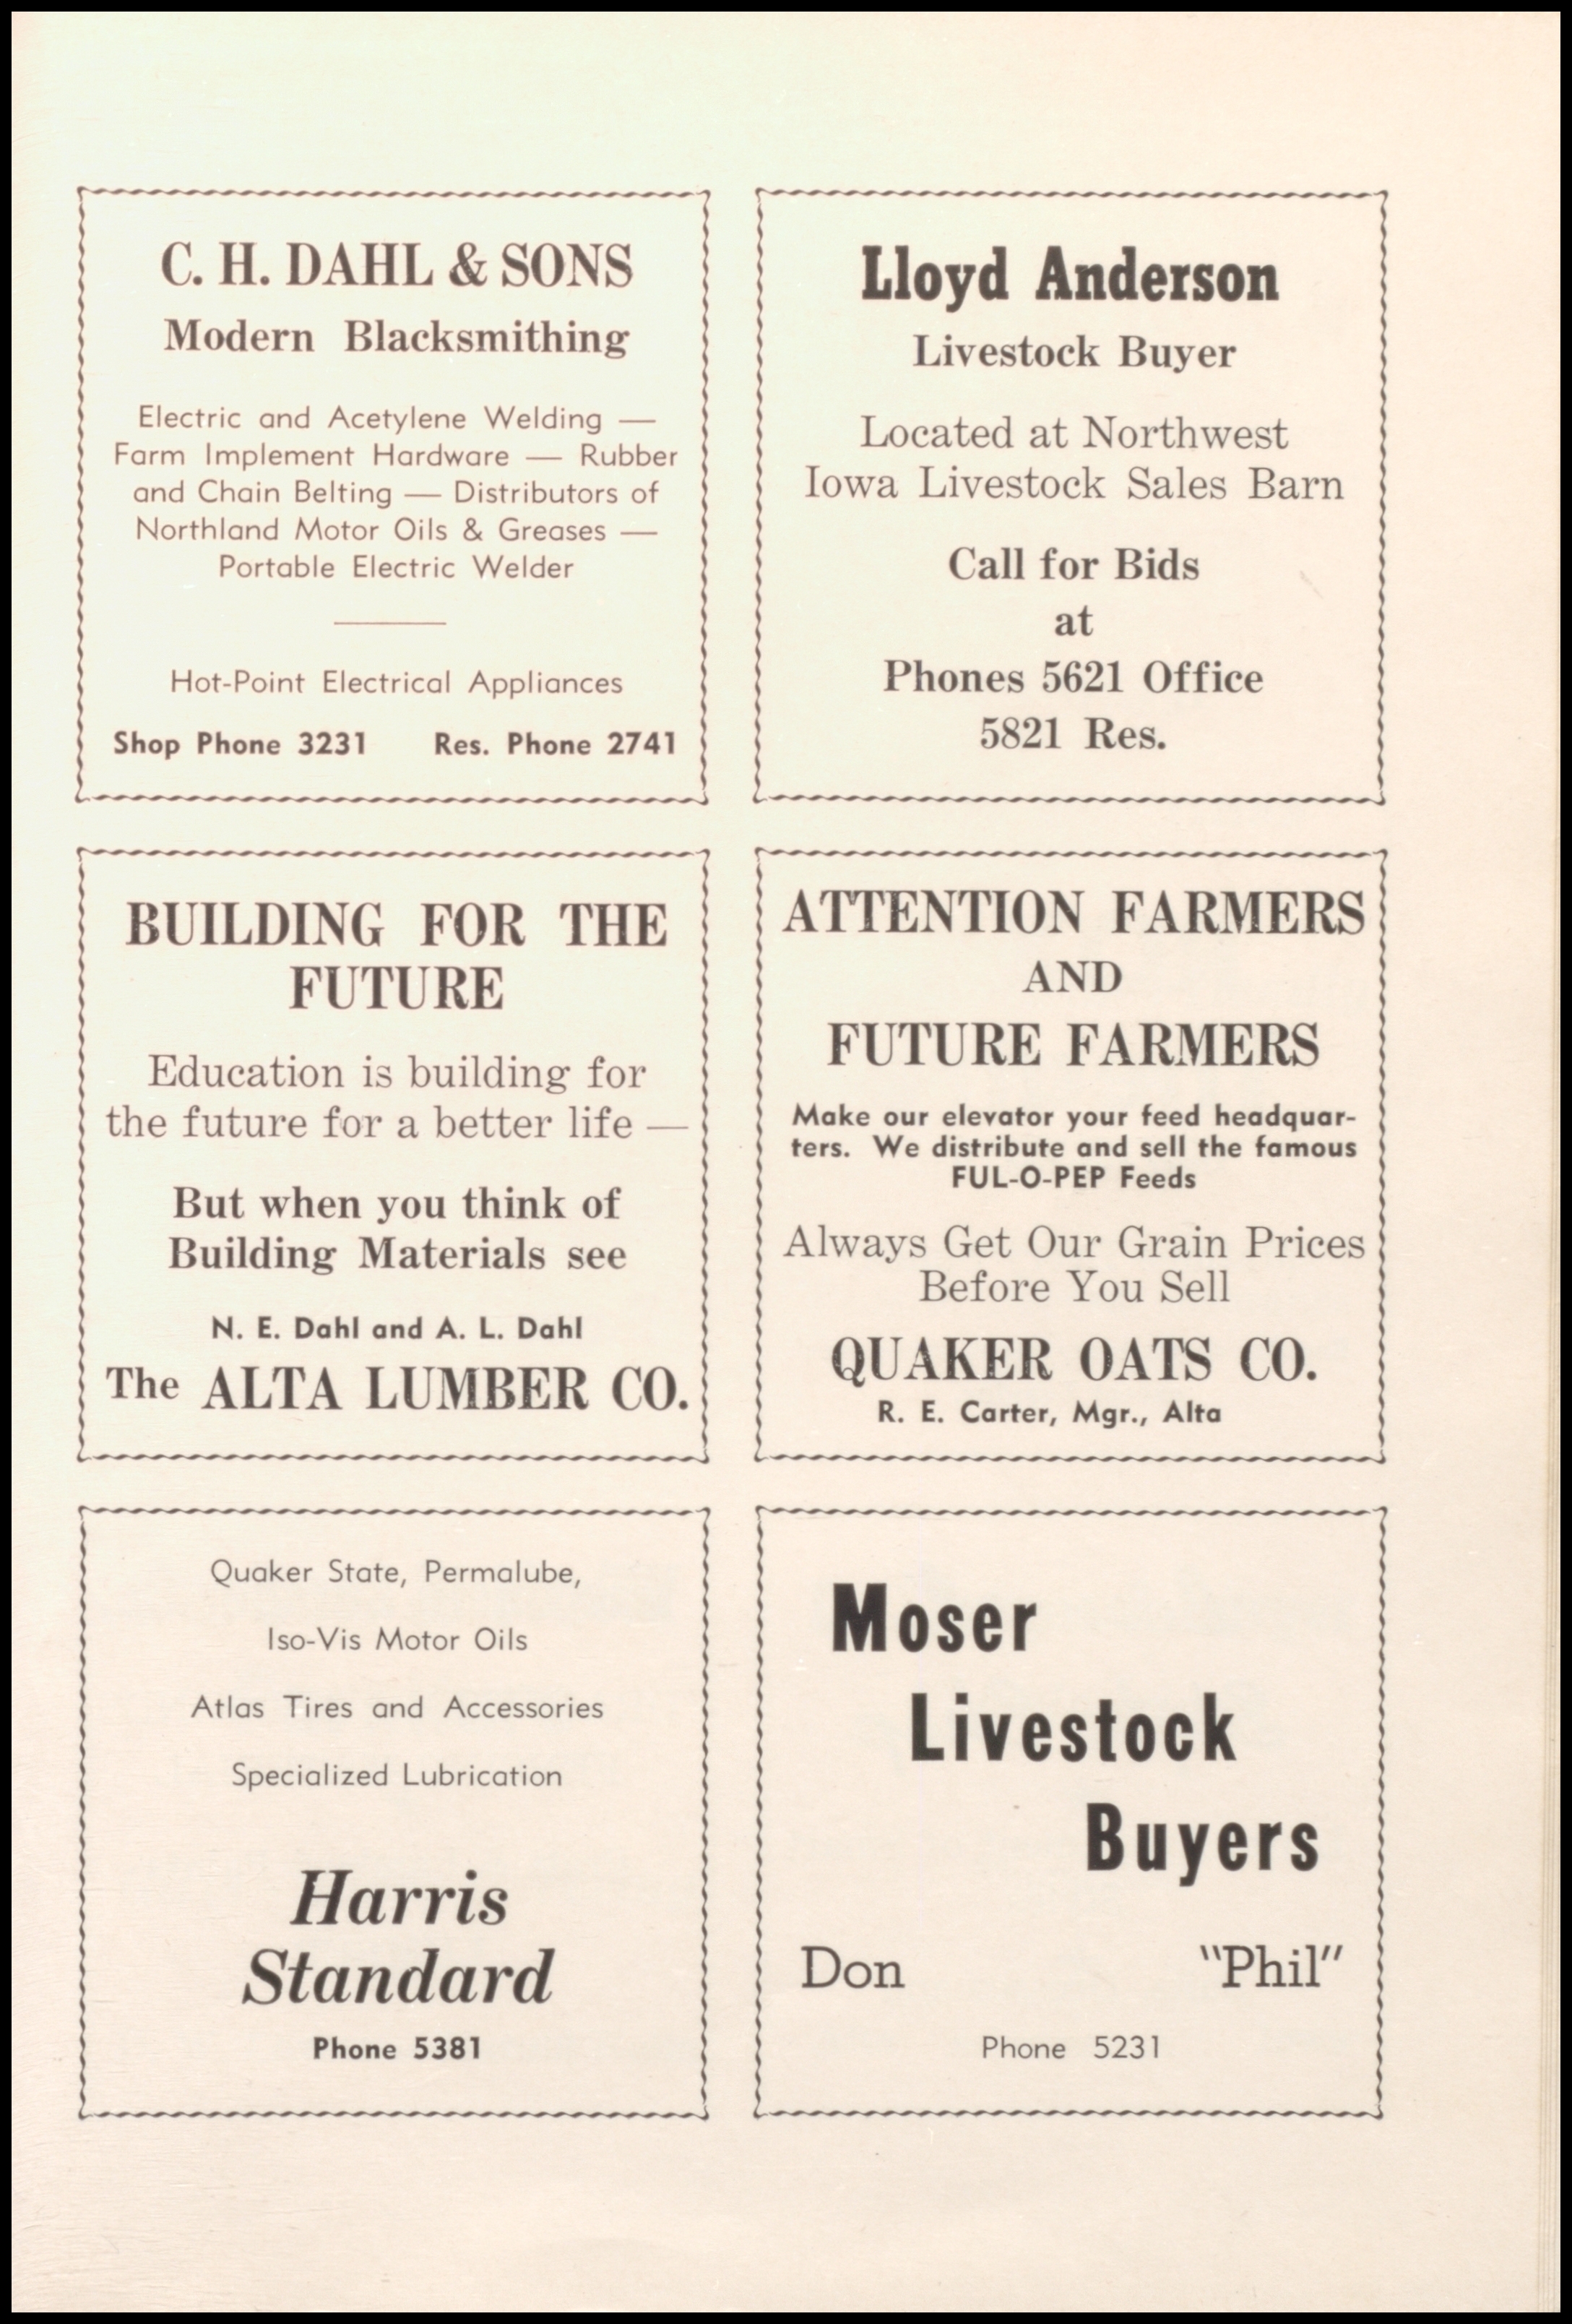 C. H. DAHL & SONS
Modern Blacksmithing
Electric and Acetylene Welding —
Farm Implement Hardware — Rubber
and Chain Belting — Distributors of
Northland Motor Oils & Greases —
Portable Electric Welder
Hot-Point Electrical Appliances
Shop Phone 3231 Res. Phone 2741
Lloyd Anderson
Livestock Buyer
Located at Northwest
Iowa Livestock Sales Barn
Call for Bids
at
Phones 5621 Office
5821 Res.
BUILDING FOR THE
FUTURE
Education is building for
the future for a better life —
But when you think of
Building Materials see
N. E. Dahl and A. L. Dahl
The ALTA LUMBER CO.
ATTENTION FARMERS
AND
FUTURE FARMERS
Make our elevator your feed headquar-
ters. We distribute and sell the famous
FUL-O-PEP Feeds
Always Get Our Grain Prices
Before You Sell
QUAKER OATS CO.
R. E. Carter, Mgr., Alta
Quaker State, Permalube,
Iso-Vis Motor Oils
Atlas Tires and Accessories
Specialized Lubrication
Harris
Standard
Phone 5381
Moser
Livestock
Buyers
Don "Phil"
Phone 5231